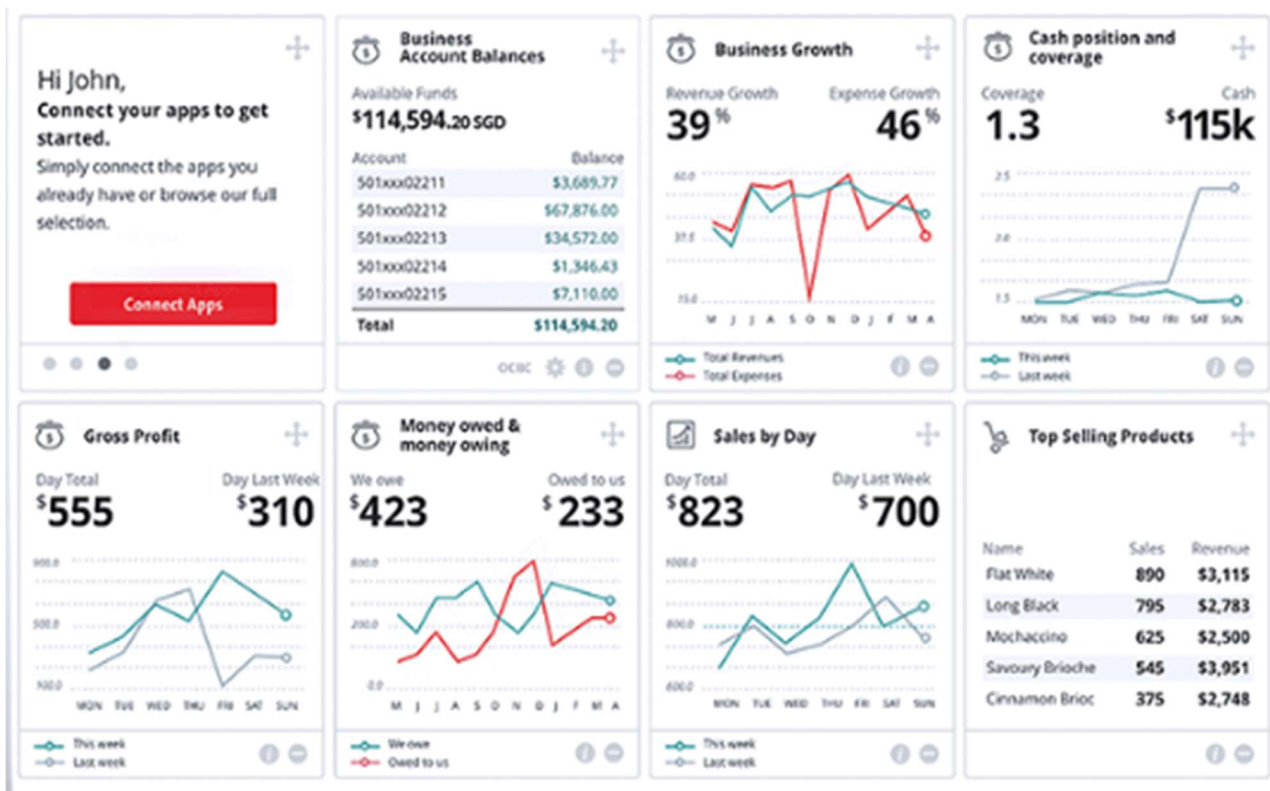 Hi John,
Connect your apps to get
started.
Simply connect the apps you
already have or browse our full
selection.
Connect Apps
Business
Account Balances
Available Funds
$114,594.20 SGD
Account Balance
501xxx02211 $3,689.77
501xxx02212 $67,876.00
501xxx02213 $34,572.00
501xxx02214 $1,346.43
501xxx02215 $7,110.00
Total $114,594.20
OCBC
Business Growth
Revenue Growth Expense Growth
39% 46%
60.0
15.0
M J J A S O N D J F M A
Total Revenues
Total Expenses
Cash position and
coverage
Coverage Cash
1.3 $115k
2.5
2.0
1.5
MON TUE WED THU FRI SAT SUN
This week
Last week
Gross Profit
Day Total Day Last Week
$555 $310
900.0
500.0
100.0
MON TUE WED THU FRI SAT SUN
This week
Last week
Money owed &
money owing
We owe Owed to us
$423 $233
200.0
0.0
M J J A S O N D J F M A
We owe
Owed to us
Sales by Day
Day Total Day Last Week
$823 $700
1000.0
800.0
600.0
MON TUE WED THU FRI SAT SUN
This week
Last week
Top Selling Products
Name Sales Revenue
Flat White 890 $3,115
Long Black 795 $2,783
Mochaccino 625 $2,500
Savoury Brioche 545 $3,951
Cinnamon Brioc 375 $2,748